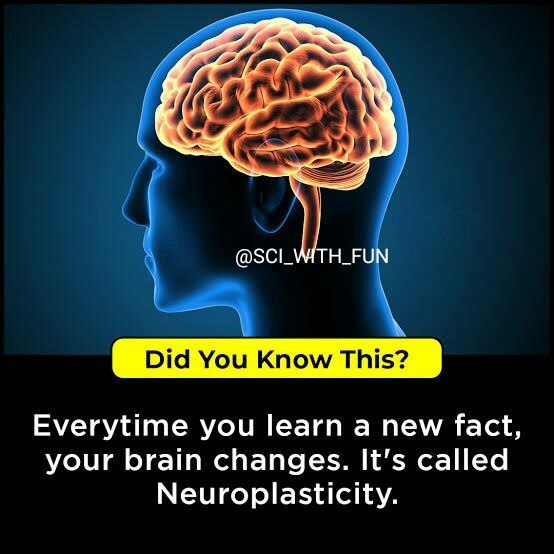 @SCI_WITH_FUN
Did You Know This?
Everytime you learn a new fact,
your brain changes. It's called
Neuroplasticity.